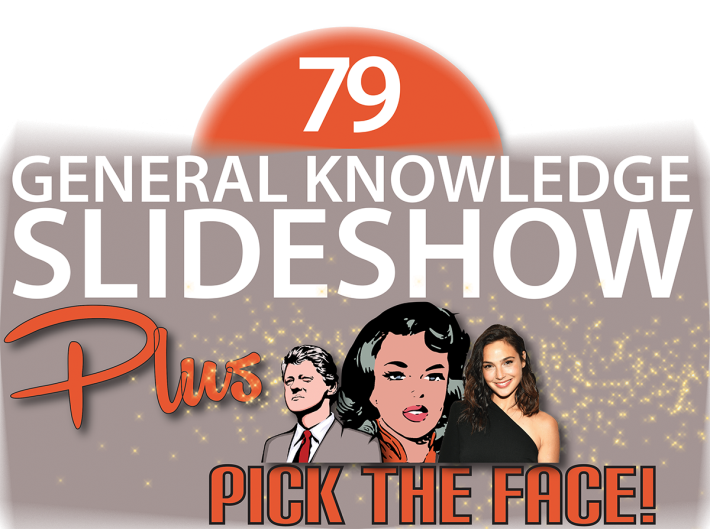 79
GENERAL KNOWLEDGE
SLIDESHOW
Plus
PICK THE FACE!